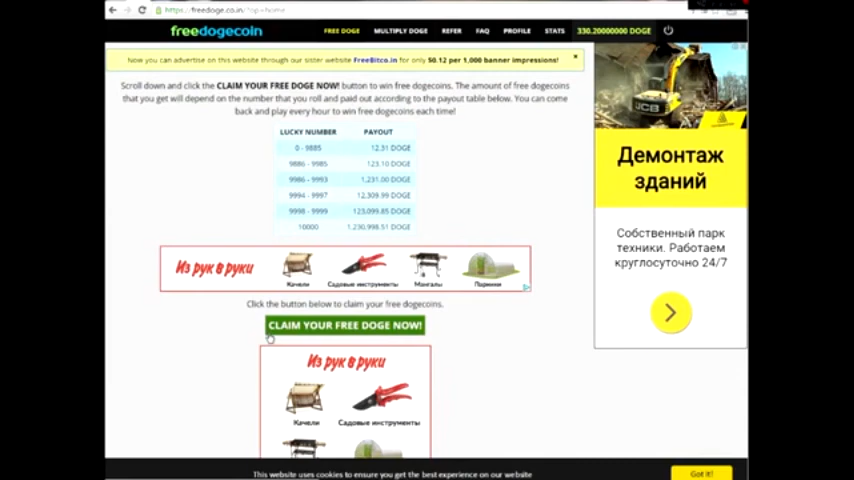 https://freedoge.co.in/?op=home
freedogecoin
FREE DOGE
MULTIPLY DOGE
REFER
FAQ
PROFILE
STATS
330.20000000 DOGE
Now you can advertise on this website through our sister website FreeBitco.in for only $0.12 per 1,000 banner impressions!
Scroll down and click the CLAIM YOUR FREE DOGE NOW! button to win free dogecoins. The amount of free dogecoins
that you get will depend on the number that you roll and paid out according to the payout table below. You can come
back and play every hour to win free dogecoins each time!
LUCKY NUMBER PAYOUT
0 - 9885 12.31 DOGE
9886 - 9985 123.10 DOGE
9986 - 9993 1,231.00 DOGE
9994 - 9997 12,309.99 DOGE
9998 - 9999 123,099.85 DOGE
10000 1,230,998.51 DOGE
Из рук в руки
Качели
Садовые инструменты
Мангалы
Парники
Click the button below to claim your free dogecoins.
CLAIM YOUR FREE DOGE NOW!
Из рук в руки
Качели
Садовые инструменты
JCB
Демонтаж
зданий
Собственный парк
техники. Работаем
круглосуточно 24/7
This website uses cookies to ensure you get the best experience on our website
Got it!